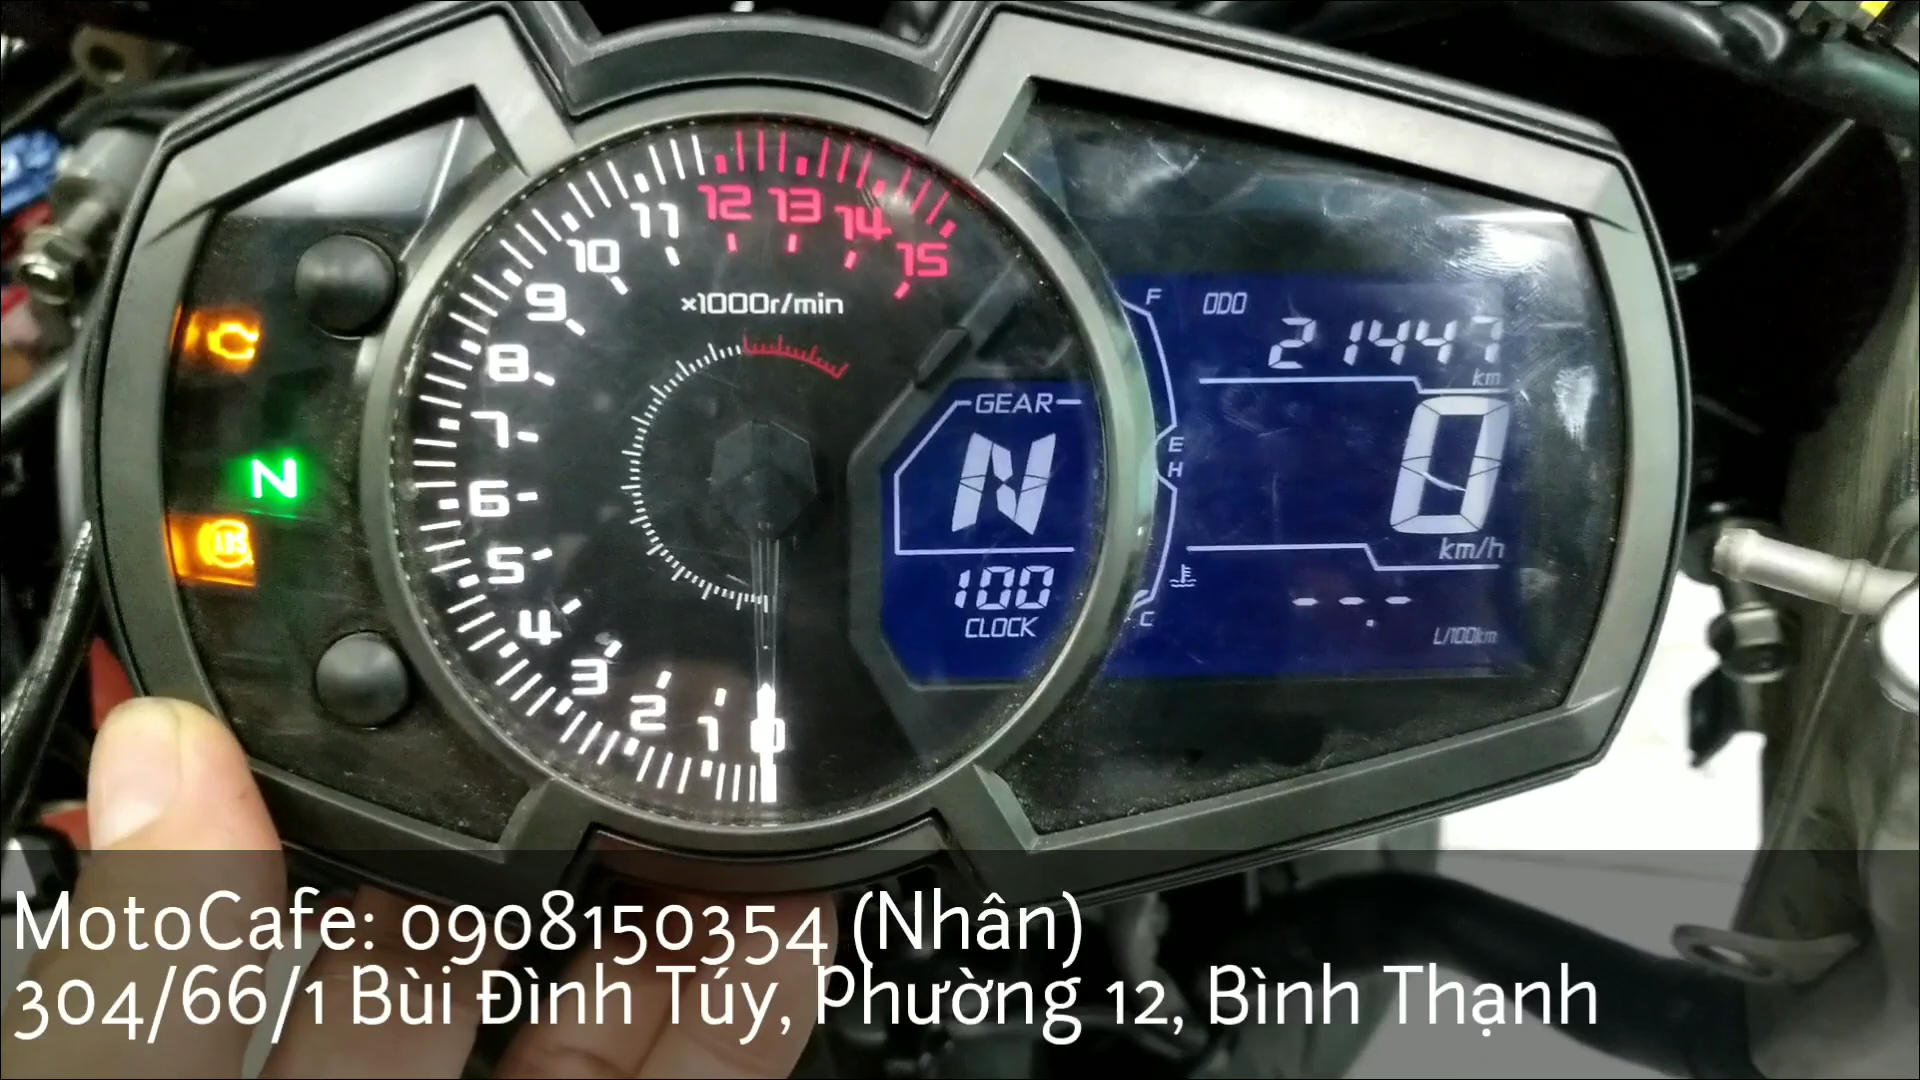 12 13 14 15
11
10
9
8
7
6
5
4
3
2
1
0
×1000r/min
N
ABS
GEAR
N
100
CLOCK
F
E
H
C
ODO
21447
km
0
km/h
- - . -
L/100km
MotoCafe: 0908150354 (Nhân)
304/66/1 Bùi Đình Túy, Phường 12, Bình Thạnh